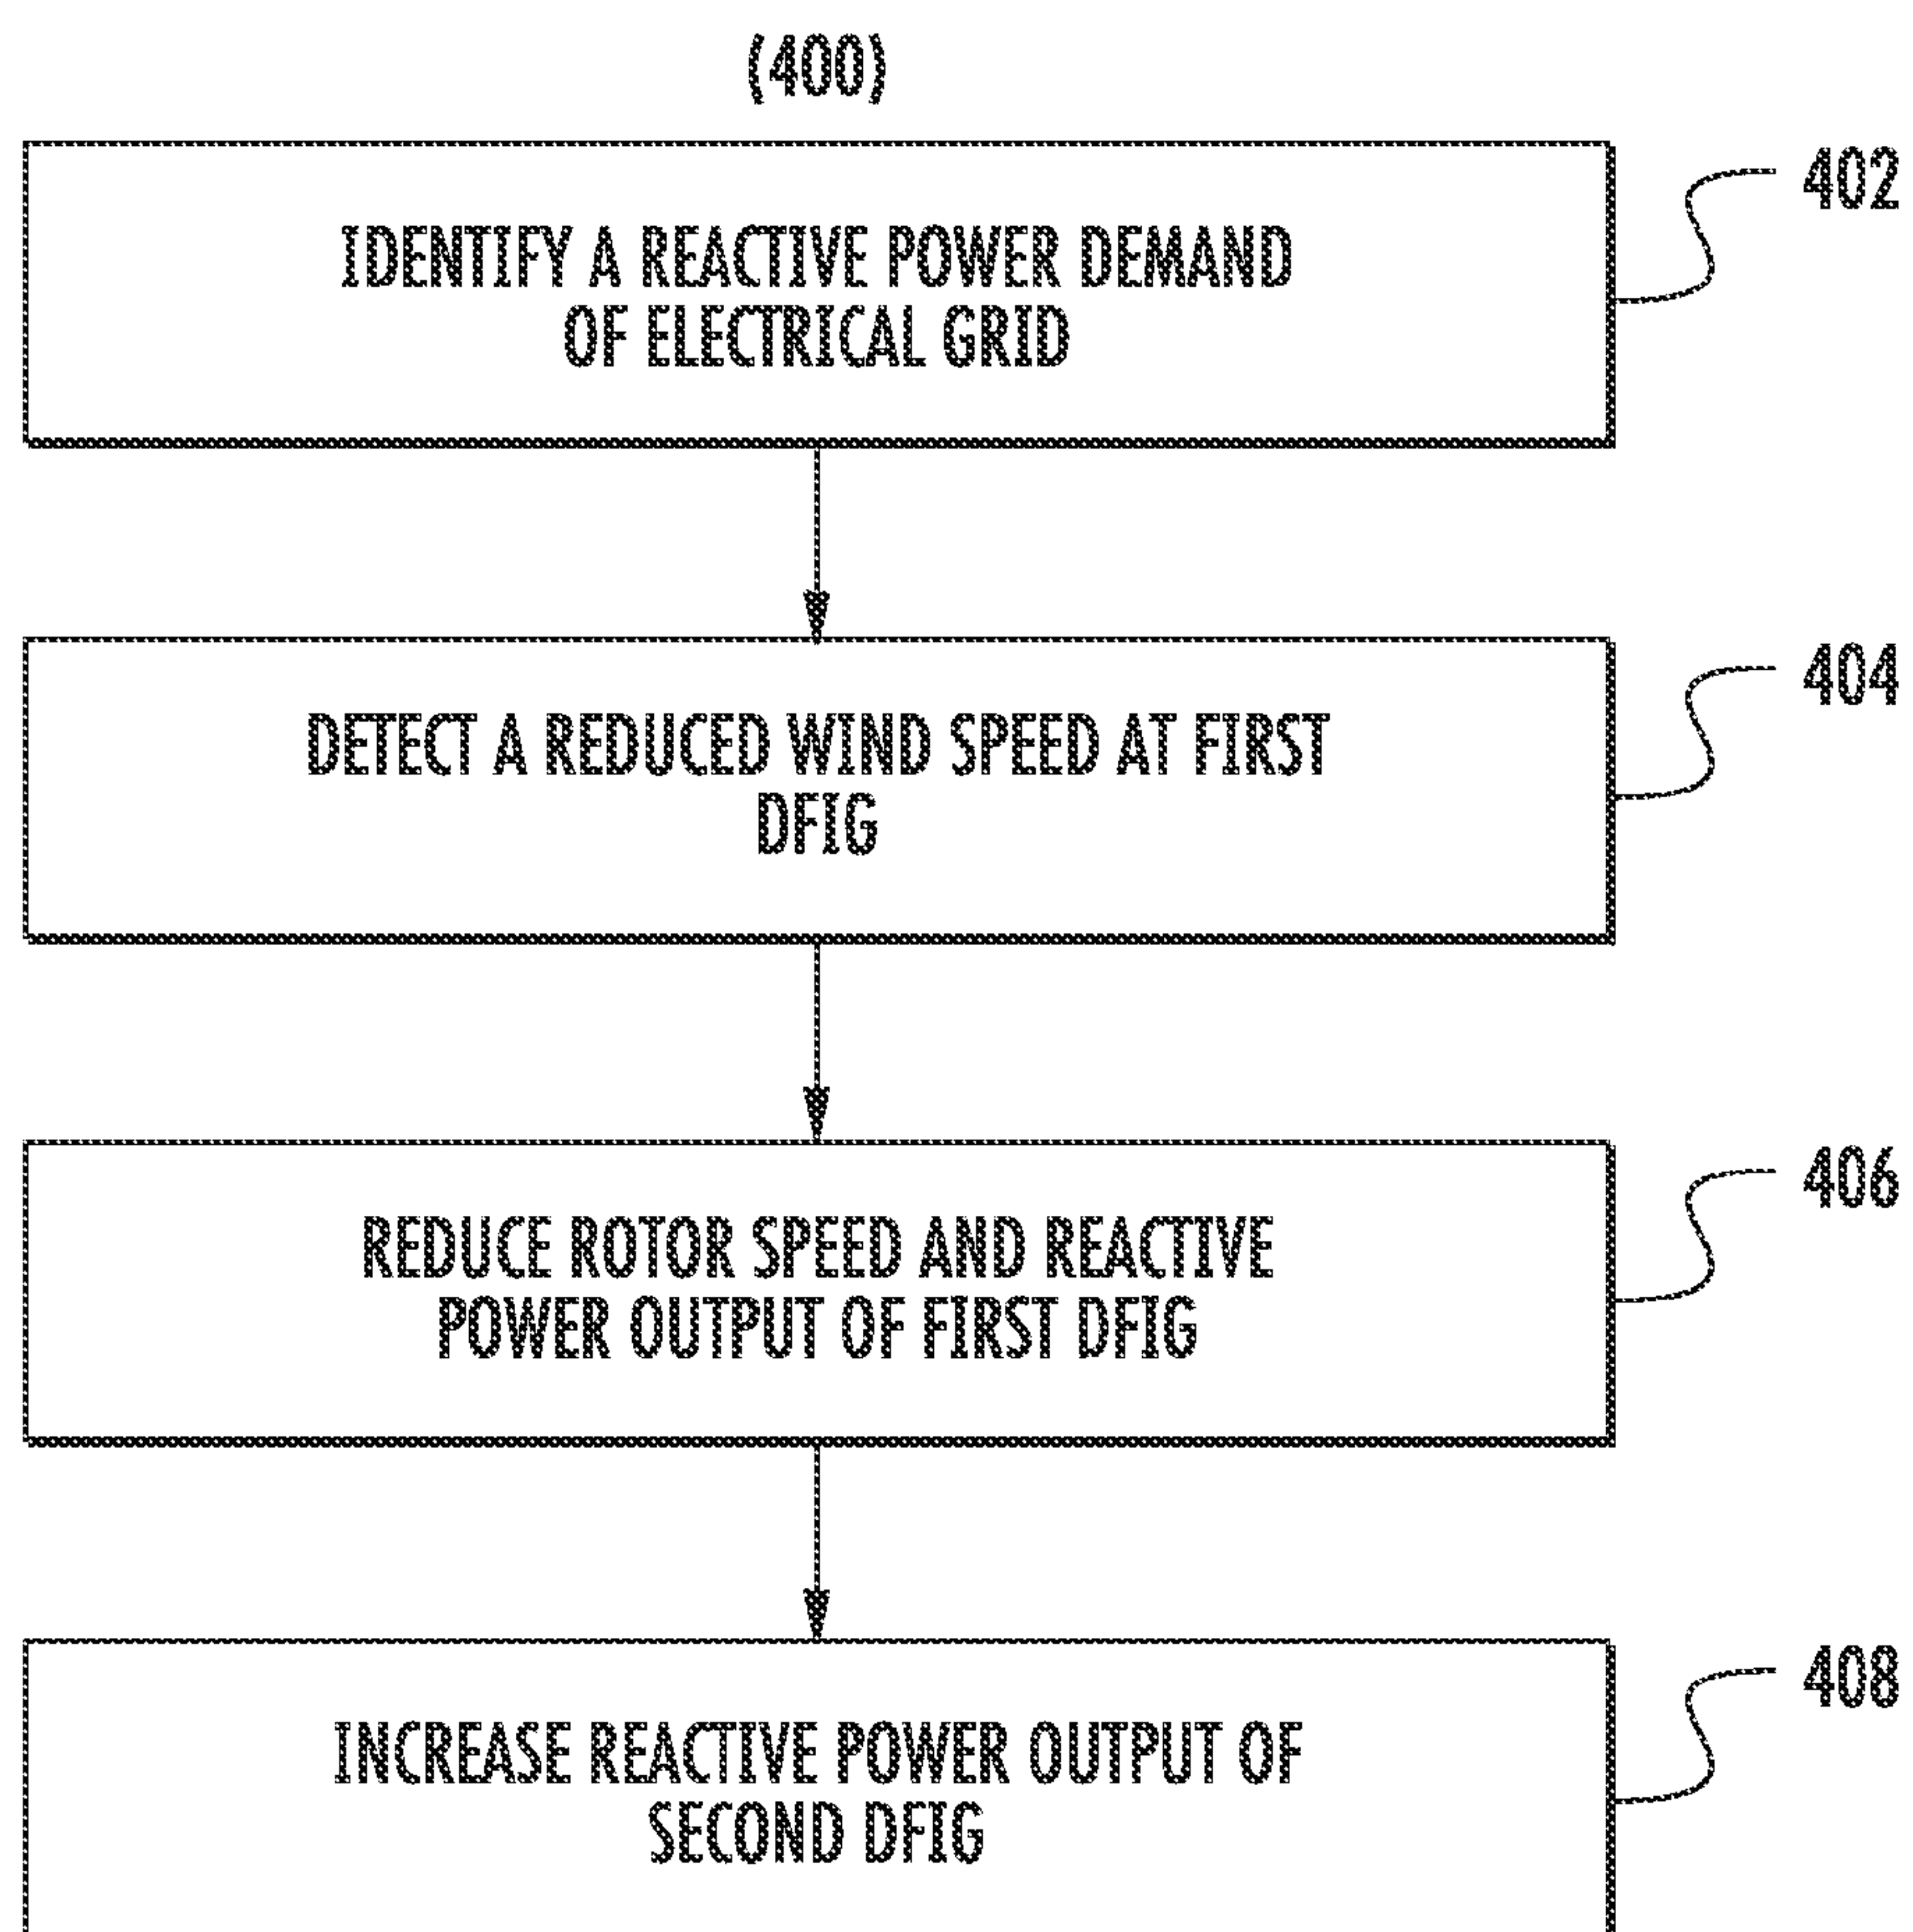 (400)
IDENTIFY A REACTIVE POWER DEMAND
OF ELECTRICAL GRID
402
DETECT A REDUCED WIND SPEED AT FIRST
DFIG
404
REDUCE ROTOR SPEED AND REACTIVE
POWER OUTPUT OF FIRST DFIG
406
INCREASE REACTIVE POWER OUTPUT OF
SECOND DFIG
408